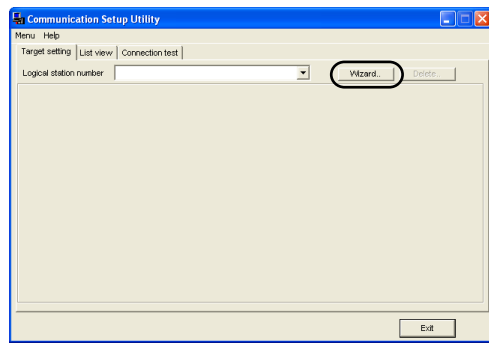 Communication Setup Utility
Menu Help
Target setting List view Connection test
Logical station number Wizard.. Delete..
Exit